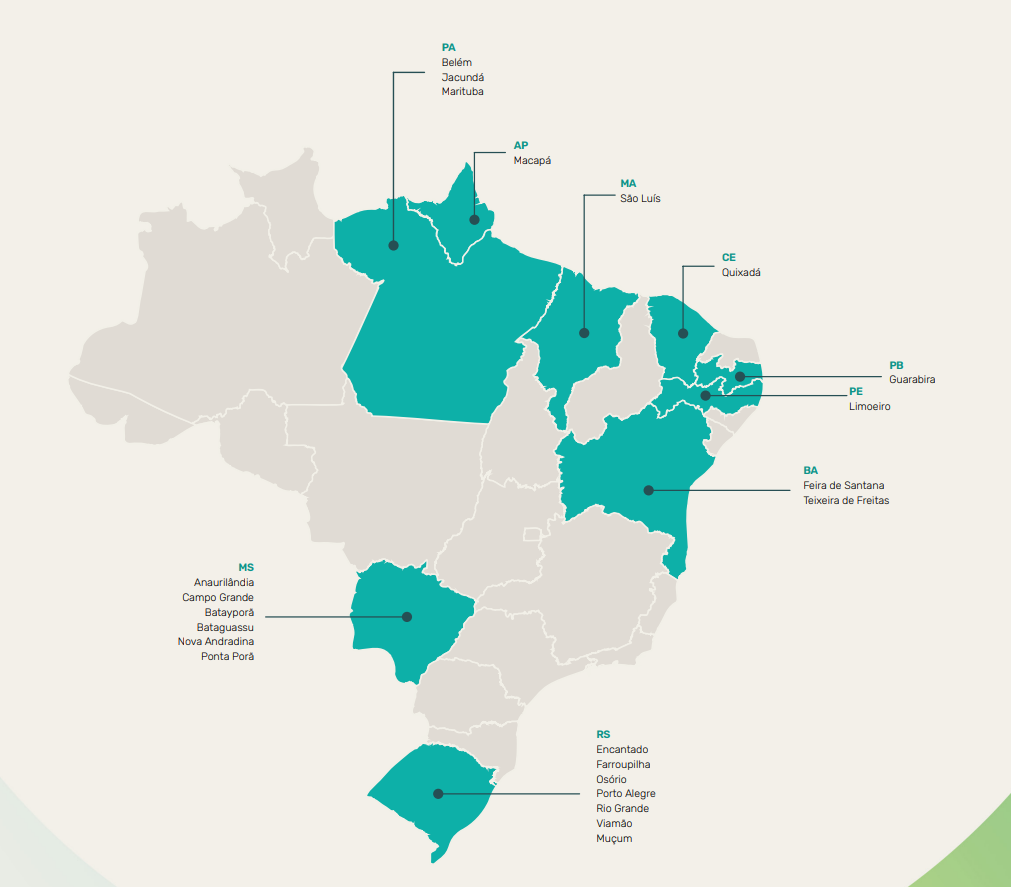 PA
Belém
Jacundá
Marituba
AP
Macapá
MA
São Luís
CE
Quixadá
PB
Guarabira
PE
Limoeiro
BA
Feira de Santana
Teixeira de Freitas
MS
Anaurilândia
Campo Grande
Batayporã
Bataguassu
Nova Andradina
Ponta Porã
RS
Encantado
Farroupilha
Osório
Porto Alegre
Rio Grande
Viamão
Muçum